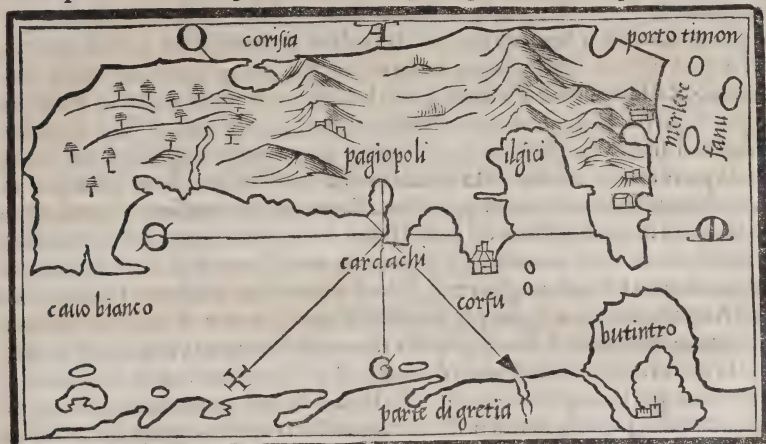 O
A
corisia
porto timon
merlere
fanu
pagiopoli
ilgici
S
M
cardachi
cauo bianco
corfu
butintro
G
parte di gretia